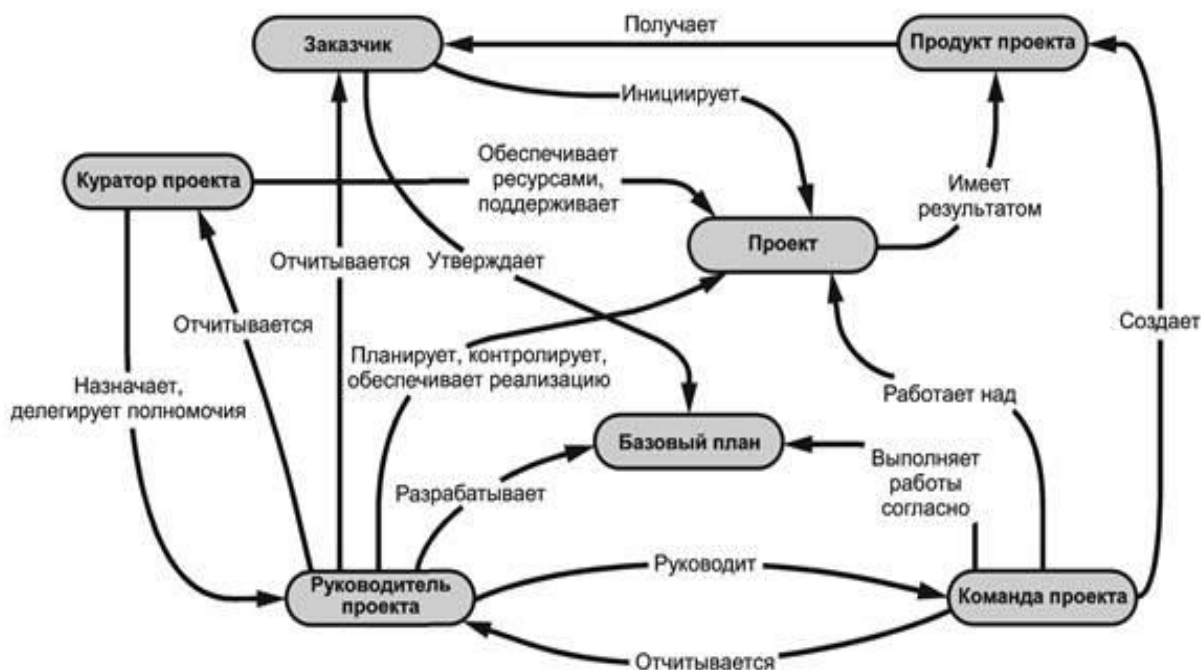 Получает
Заказчик
Продукт проекта
Инициирует
Обеспечивает
ресурсами,
поддерживает
Куратор проекта
Имеет
результатом
Проект
Отчитывается
Утверждает
Отчитывается
Создает
Планирует, контролирует,
обеспечивает реализацию
Назначает,
делегирует полномочия
Работает над
Базовый план
Выполняет
работы
согласно
Разрабатывает
Руководит
Руководитель
проекта
Команда проекта
Отчитывается